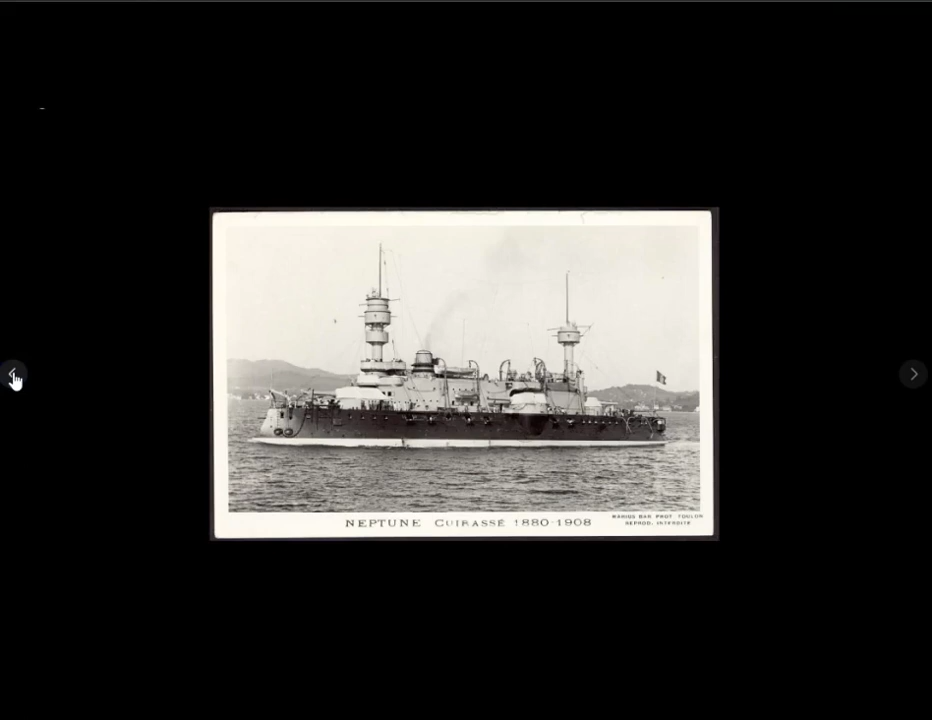 NEPTUNE CUIRASSÉ 1880-1908
MARIUS BAR PHOT TOULON
REPROD. INTERDITE